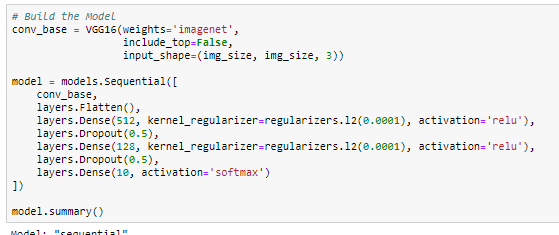 # Build the Model
conv_base = VGG16(weights='imagenet',
                  include_top=False,
                  input_shape=(img_size, img_size, 3))

model = models.Sequential([
    conv_base,
    layers.Flatten(),
    layers.Dense(512, kernel_regularizer=regularizers.l2(0.0001), activation='relu'),
    layers.Dropout(0.5),
    layers.Dense(128, kernel_regularizer=regularizers.l2(0.0001), activation='relu'),
    layers.Dropout(0.5),
    layers.Dense(10, activation='softmax')
])

model.summary()
Model: "sequential"